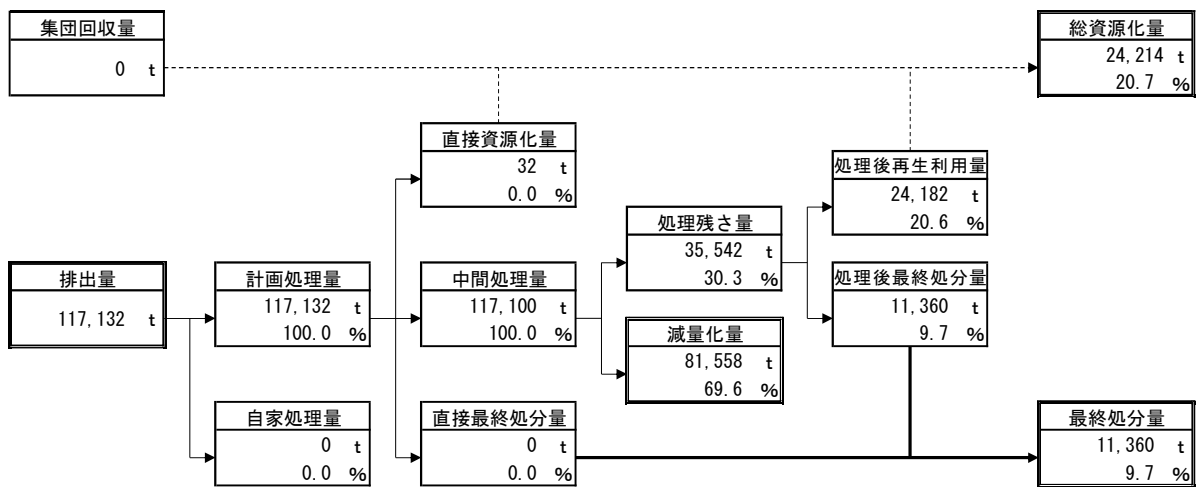 集団回収量
0 t
総資源化量
24,214 t
20.7 %
直接資源化量
32 t
0.0 %
処理後再生利用量
24,182 t
20.6 %
処理残さ量
35,542 t
30.3 %
排出量
117,132 t
計画処理量
117,132 t
100.0 %
中間処理量
117,100 t
100.0 %
処理後最終処分量
11,360 t
9.7 %
減量化量
81,558 t
69.6 %
自家処理量
0 t
0.0 %
直接最終処分量
0 t
0.0 %
最終処分量
11,360 t
9.7 %